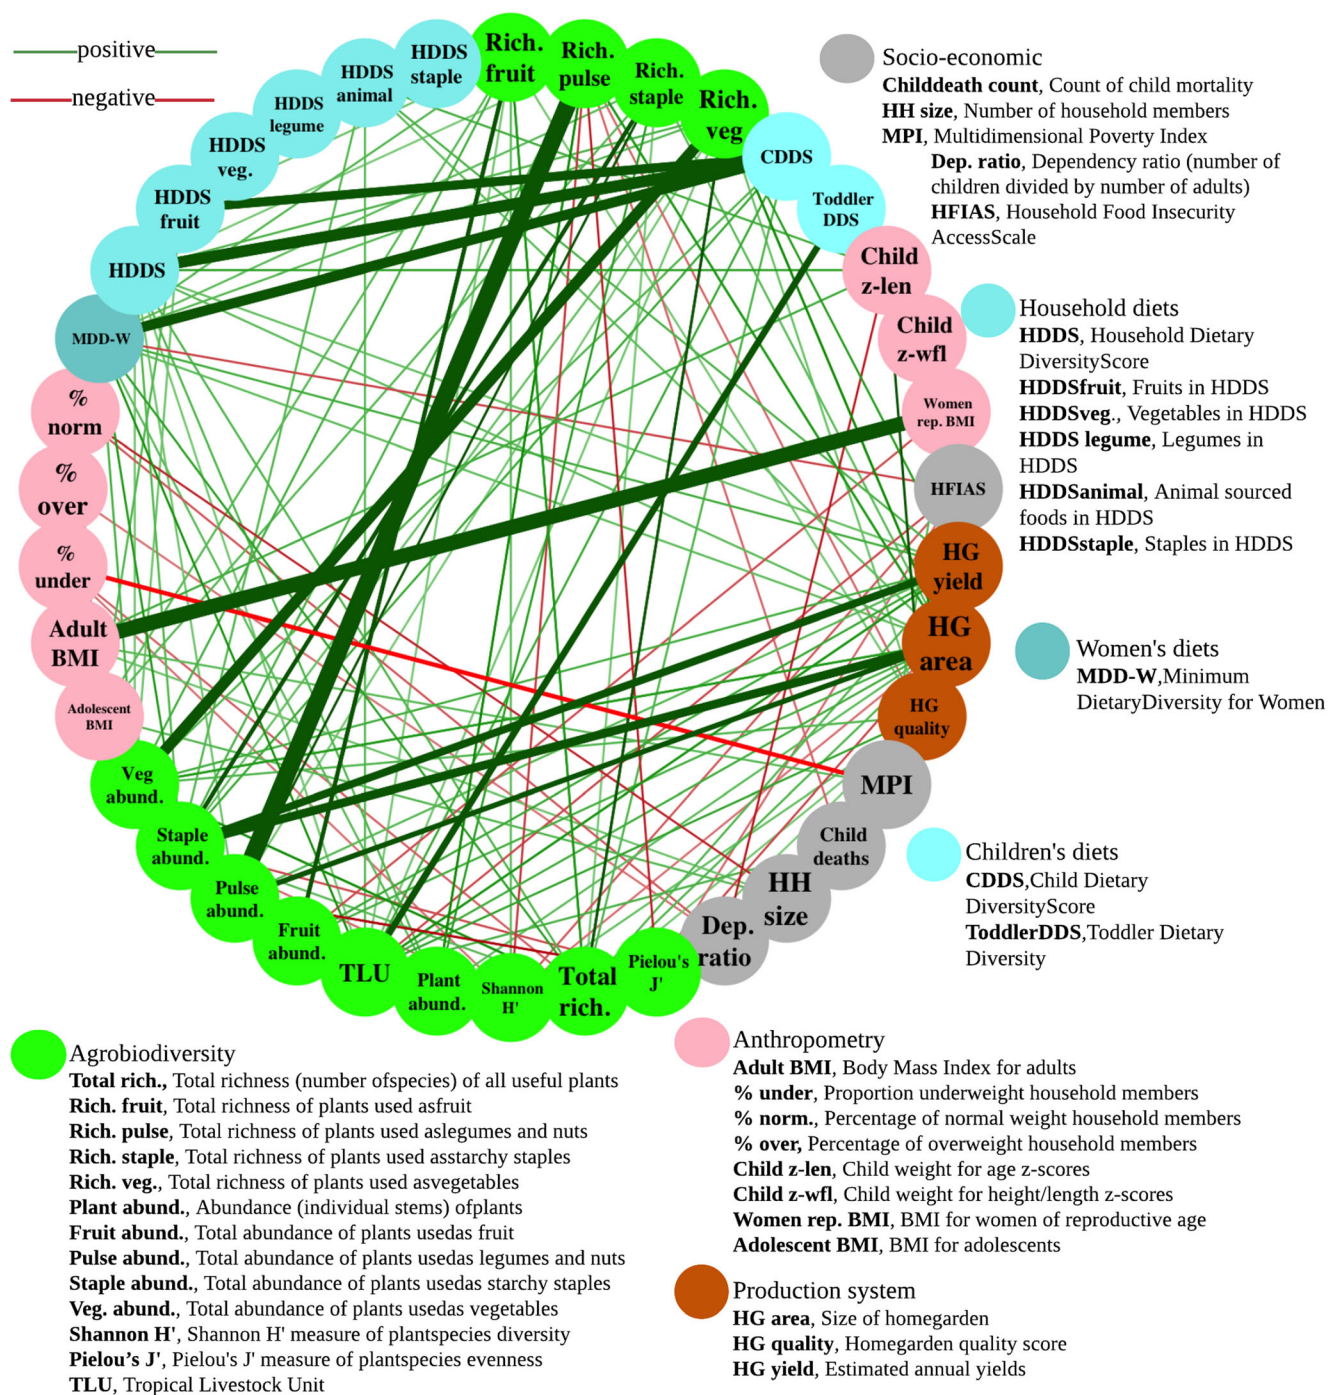 positive
negative
HDDS
staple
Rich.
fruit
Rich.
pulse
Rich.
staple
Rich.
veg
CDDS
Toddler
DDS
Child
z-len
Child
z-wfl
Women
rep. BMI
HFIAS
HG
yield
HG
area
HG
quality
MPI
Child
deaths
HH
size
Dep.
ratio
Pielou's
J'
Total
rich.
Shannon
H'
Plant
abund.
TLU
Fruit
abund.
Pulse
abund.
Staple
abund.
Veg
abund.
Adolescent
BMI
Adult
BMI
%
under
%
over
%
norm
MDD-W
HDDS
HDDS
fruit
HDDS
veg.
HDDS
legume
HDDS
animal
Socio-economic
Childdeath count, Count of child mortality
HH size, Number of household members
MPI, Multidimensional Poverty Index
Dep. ratio, Dependency ratio (number of
children divided by number of adults)
HFIAS, Household Food Insecurity
AccessScale
Household diets
HDDS, Household Dietary
DiversityScore
HDDSfruit, Fruits in HDDS
HDDSveg., Vegetables in HDDS
HDDS legume, Legumes in
HDDS
HDDSanimal, Animal sourced
foods in HDDS
HDDSstaple, Staples in HDDS
Women's diets
MDD-W,Minimum
DietaryDiversity for Women
Children's diets
CDDS,Child Dietary
DiversityScore
ToddlerDDS,Toddler Dietary
Diversity
Agrobiodiversity
Total rich., Total richness (number ofspecies) of all useful plants
Rich. fruit, Total richness of plants used asfruit
Rich. pulse, Total richness of plants used aslegumes and nuts
Rich. staple, Total richness of plants used asstarchy staples
Rich. veg., Total richness of plants used asvegetables
Plant abund., Abundance (individual stems) ofplants
Fruit abund., Total abundance of plants usedas fruit
Pulse abund., Total abundance of plants usedas legumes and nuts
Staple abund., Total abundance of plants usedas starchy staples
Veg. abund., Total abundance of plants usedas vegetables
Shannon H', Shannon H' measure of plantspecies diversity
Pielou’s J', Pielou's J' measure of plantspecies evenness
TLU, Tropical Livestock Unit
Anthropometry
Adult BMI, Body Mass Index for adults
% under, Proportion underweight household members
% norm., Percentage of normal weight household members
% over, Percentage of overweight household members
Child z-len, Child weight for age z-scores
Child z-wfl, Child weight for height/length z-scores
Women rep. BMI, BMI for women of reproductive age
Adolescent BMI, BMI for adolescents
Production system
HG area, Size of homegarden
HG quality, Homegarden quality score
HG yield, Estimated annual yields